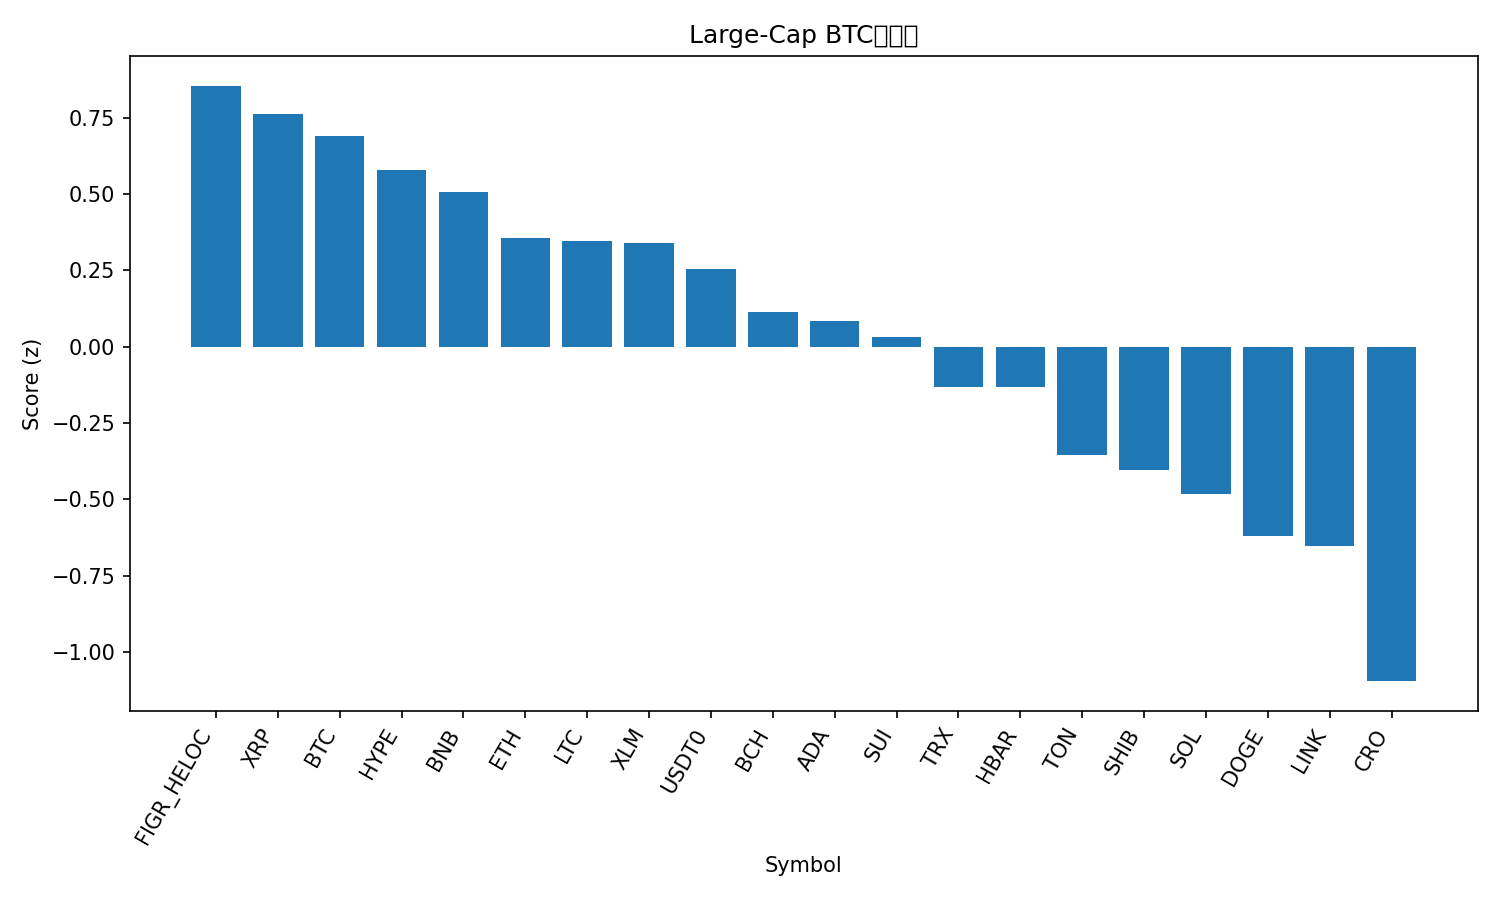 Large-Cap BTC
Score (z)
0.75
0.50
0.25
0.00
−0.25
−0.50
−0.75
−1.00
FIGR_HELOC
XRP
BTC
HYPE
BNB
ETH
LTC
XLM
USDT0
BCH
ADA
SUI
TRX
HBAR
TON
SHIB
SOL
DOGE
LINK
CRO
Symbol